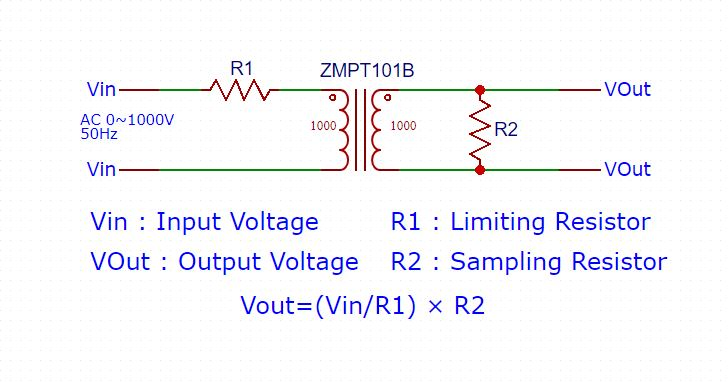 R1
ZMPT101B
Vin
VOut
AC 0~1000V
50Hz
1000
1000
R2
Vin
VOut
Vin : Input Voltage
R1 : Limiting Resistor
VOut : Output Voltage
R2 : Sampling Resistor
Vout=(Vin/R1) × R2